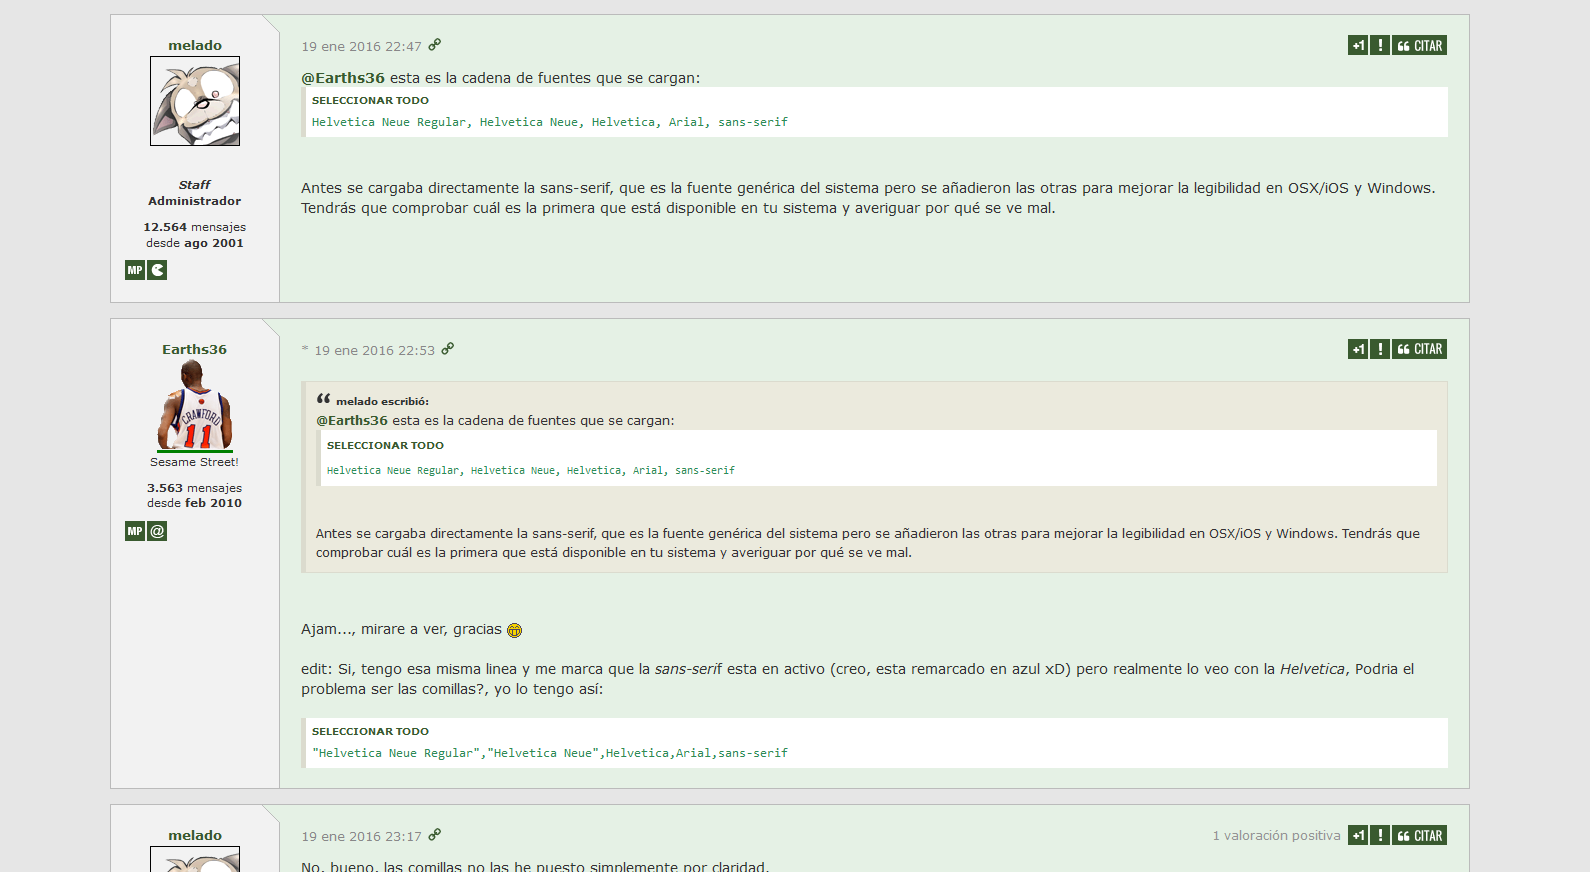 melado
Staff
Administrador
12.564 mensajes
desde ago 2001
MP
19 ene 2016 22:47
+1 ! CITAR
@Earths36 esta es la cadena de fuentes que se cargan:
SELECCIONAR TODO
Helvetica Neue Regular, Helvetica Neue, Helvetica, Arial, sans-serif
Antes se cargaba directamente la sans-serif, que es la fuente genérica del sistema pero se añadieron las otras para mejorar la legibilidad en OSX/iOS y Windows.
Tendrás que comprobar cuál es la primera que está disponible en tu sistema y averiguar por qué se ve mal.
Earths36
CRAWFORD
11
Sesame Street!
3.563 mensajes
desde feb 2010
MP @
* 19 ene 2016 22:53
+1 ! CITAR
melado escribió:
@Earths36 esta es la cadena de fuentes que se cargan:
SELECCIONAR TODO
Helvetica Neue Regular, Helvetica Neue, Helvetica, Arial, sans-serif
Antes se cargaba directamente la sans-serif, que es la fuente genérica del sistema pero se añadieron las otras para mejorar la legibilidad en OSX/iOS y Windows. Tendrás que
comprobar cuál es la primera que está disponible en tu sistema y averiguar por qué se ve mal.
Ajam..., mirare a ver, gracias
edit: Si, tengo esa misma linea y me marca que la sans-serif esta en activo (creo, esta remarcado en azul xD) pero realmente lo veo con la Helvetica, Podria el
problema ser las comillas?, yo lo tengo así:
SELECCIONAR TODO
"Helvetica Neue Regular","Helvetica Neue",Helvetica,Arial,sans-serif
melado
19 ene 2016 23:17
1 valoración positiva +1 ! CITAR
No, bueno, las comillas no las he puesto simplemente por claridad.